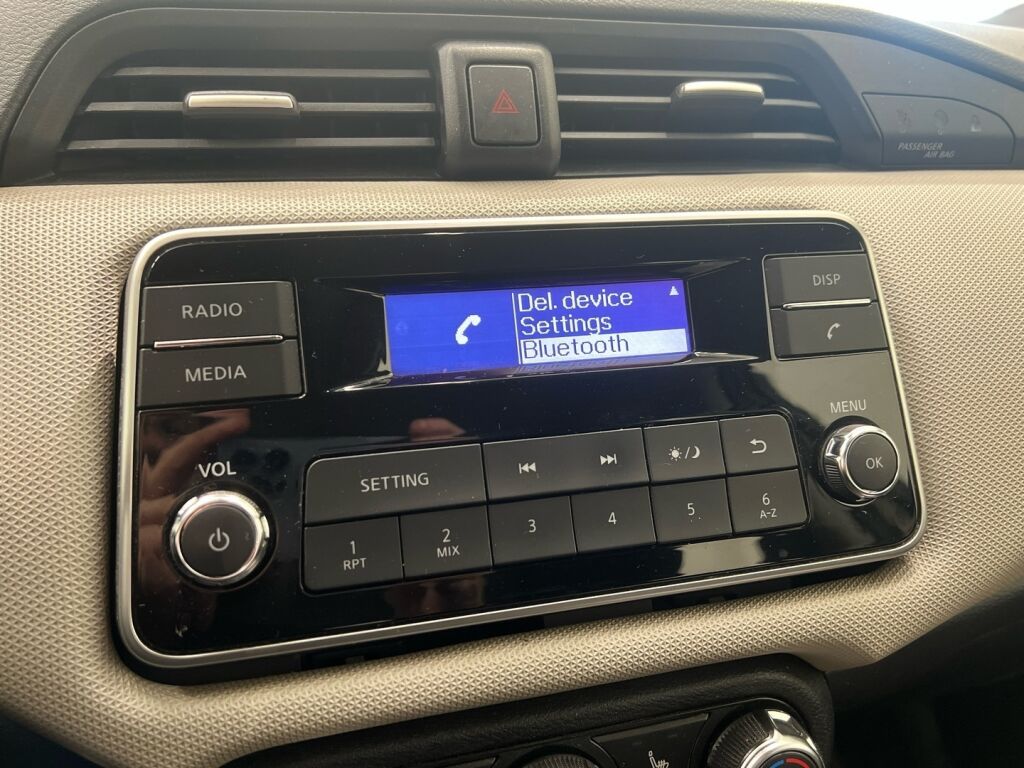 PASSENGER
AIR BAG
RADIO
MEDIA
Del. device
Settings
Bluetooth
DISP
MENU
OK
VOL
SETTING
1
RPT
2
MIX
3
4
5
6
A-Z